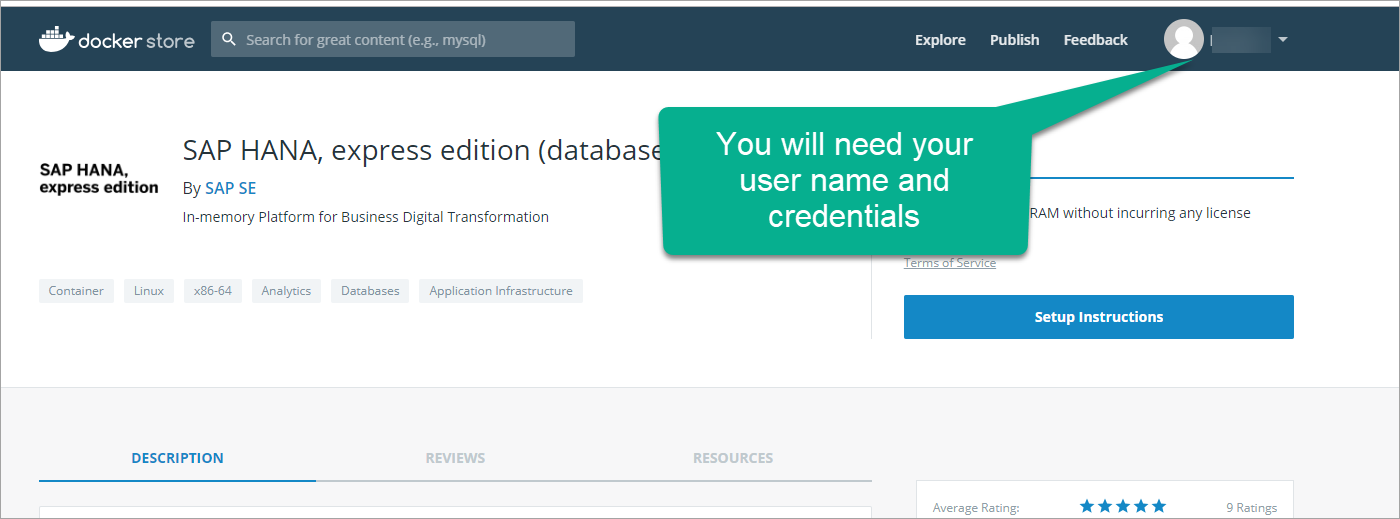 docker store
Search for great content (e.g., mysql)
Explore
Publish
Feedback
You will need your
user name and
credentials
SAP HANA,
express edition
SAP HANA, express edition (database
By SAP SE
In-memory Platform for Business Digital Transformation
RAM without incurring any license
Terms of Service
Container
Linux
x86-64
Analytics
Databases
Application Infrastructure
Setup Instructions
DESCRIPTION
REVIEWS
RESOURCES
Average Rating:
9 Ratings